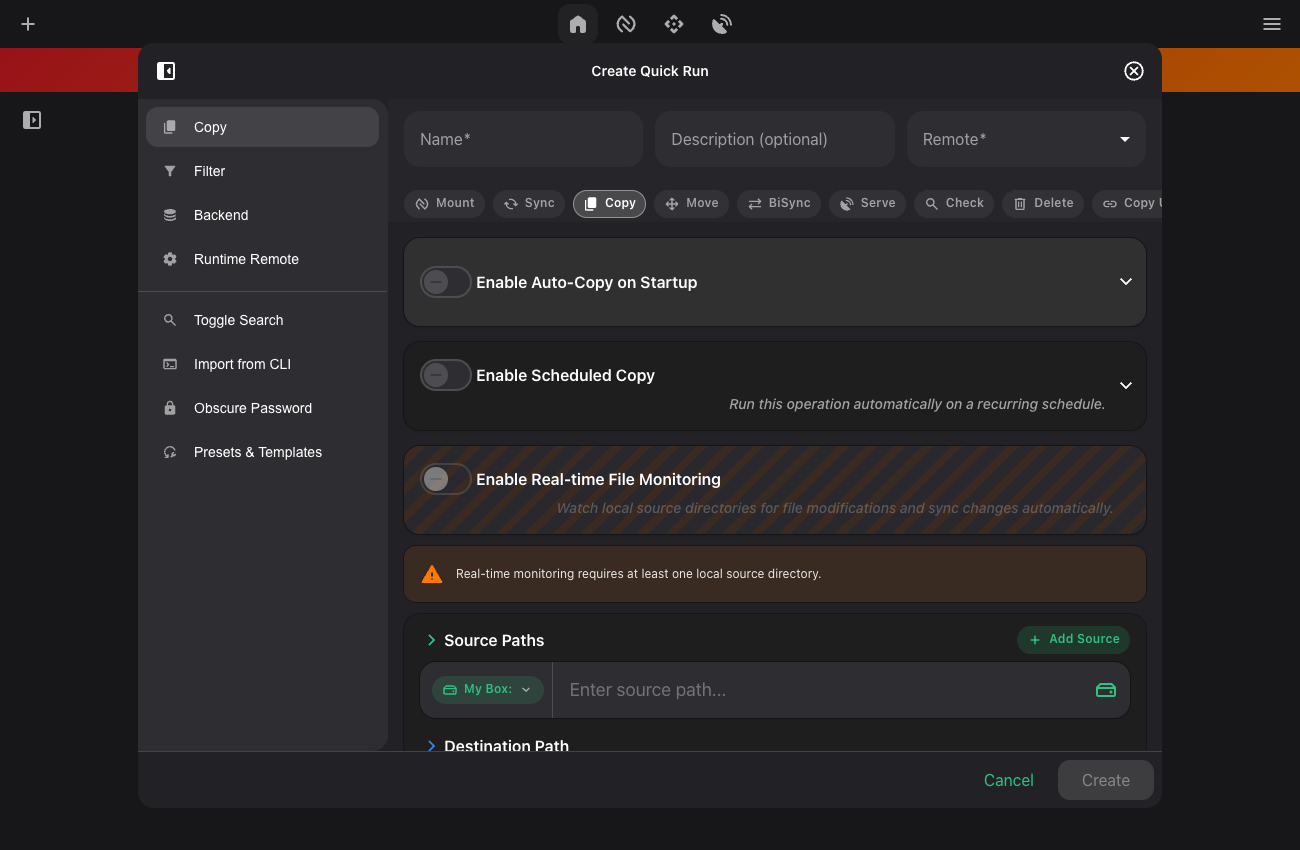 Create Quick Run
Copy
Filter
Backend
Runtime Remote
Toggle Search
Import from CLI
Obscure Password
Presets & Templates
Name*
Description (optional)
Remote*
Mount
Sync
Copy
Move
BiSync
Serve
Check
Delete
Copy U
Enable Auto-Copy on Startup
Enable Scheduled Copy
Run this operation automatically on a recurring schedule.
Enable Real-time File Monitoring
Watch local source directories for file modifications and sync changes automatically.
Real-time monitoring requires at least one local source directory.
Source Paths
Add Source
My Box:
Enter source path...
Destination Path
Cancel
Create